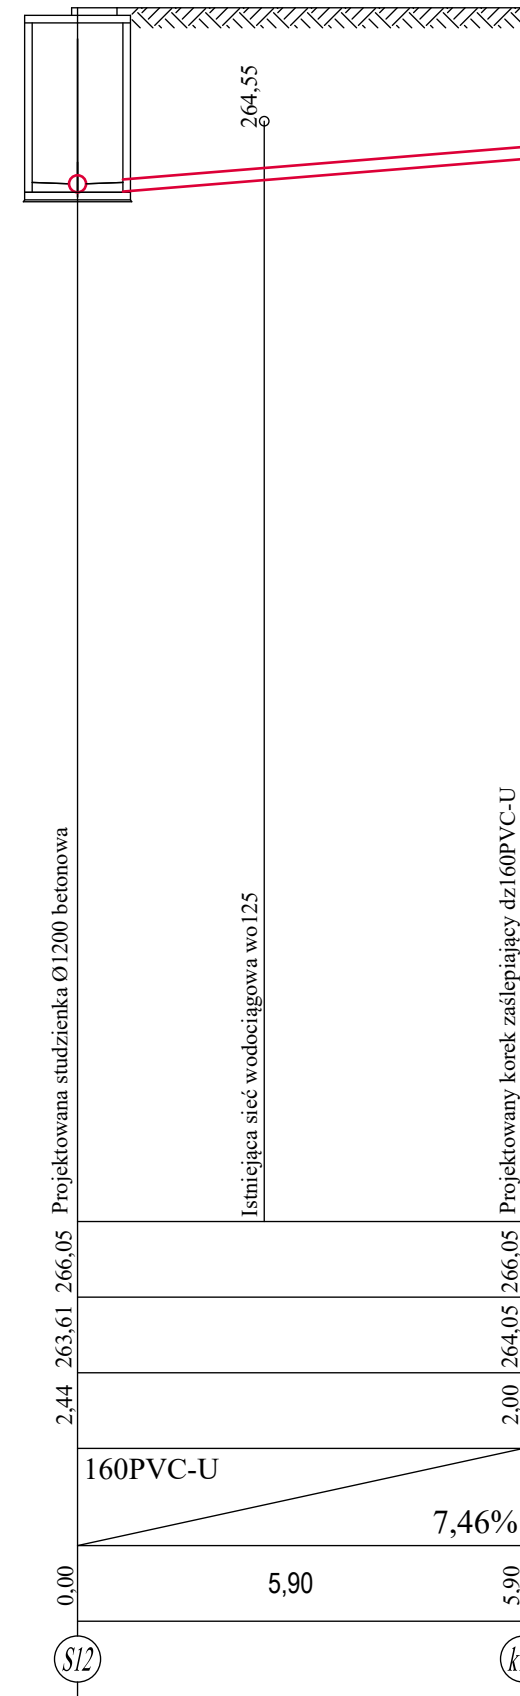 264,55
Projektowana studzienka Ø1200 betonowa
Istniejąca sieć wodociągowa wo125
Projektowany korek zaślepiający dz160PVC-U
266,05
266,05
263,61
264,05
2,44
2,00
160PVC-U
7,46%
0,00
5,90
5,90
S12